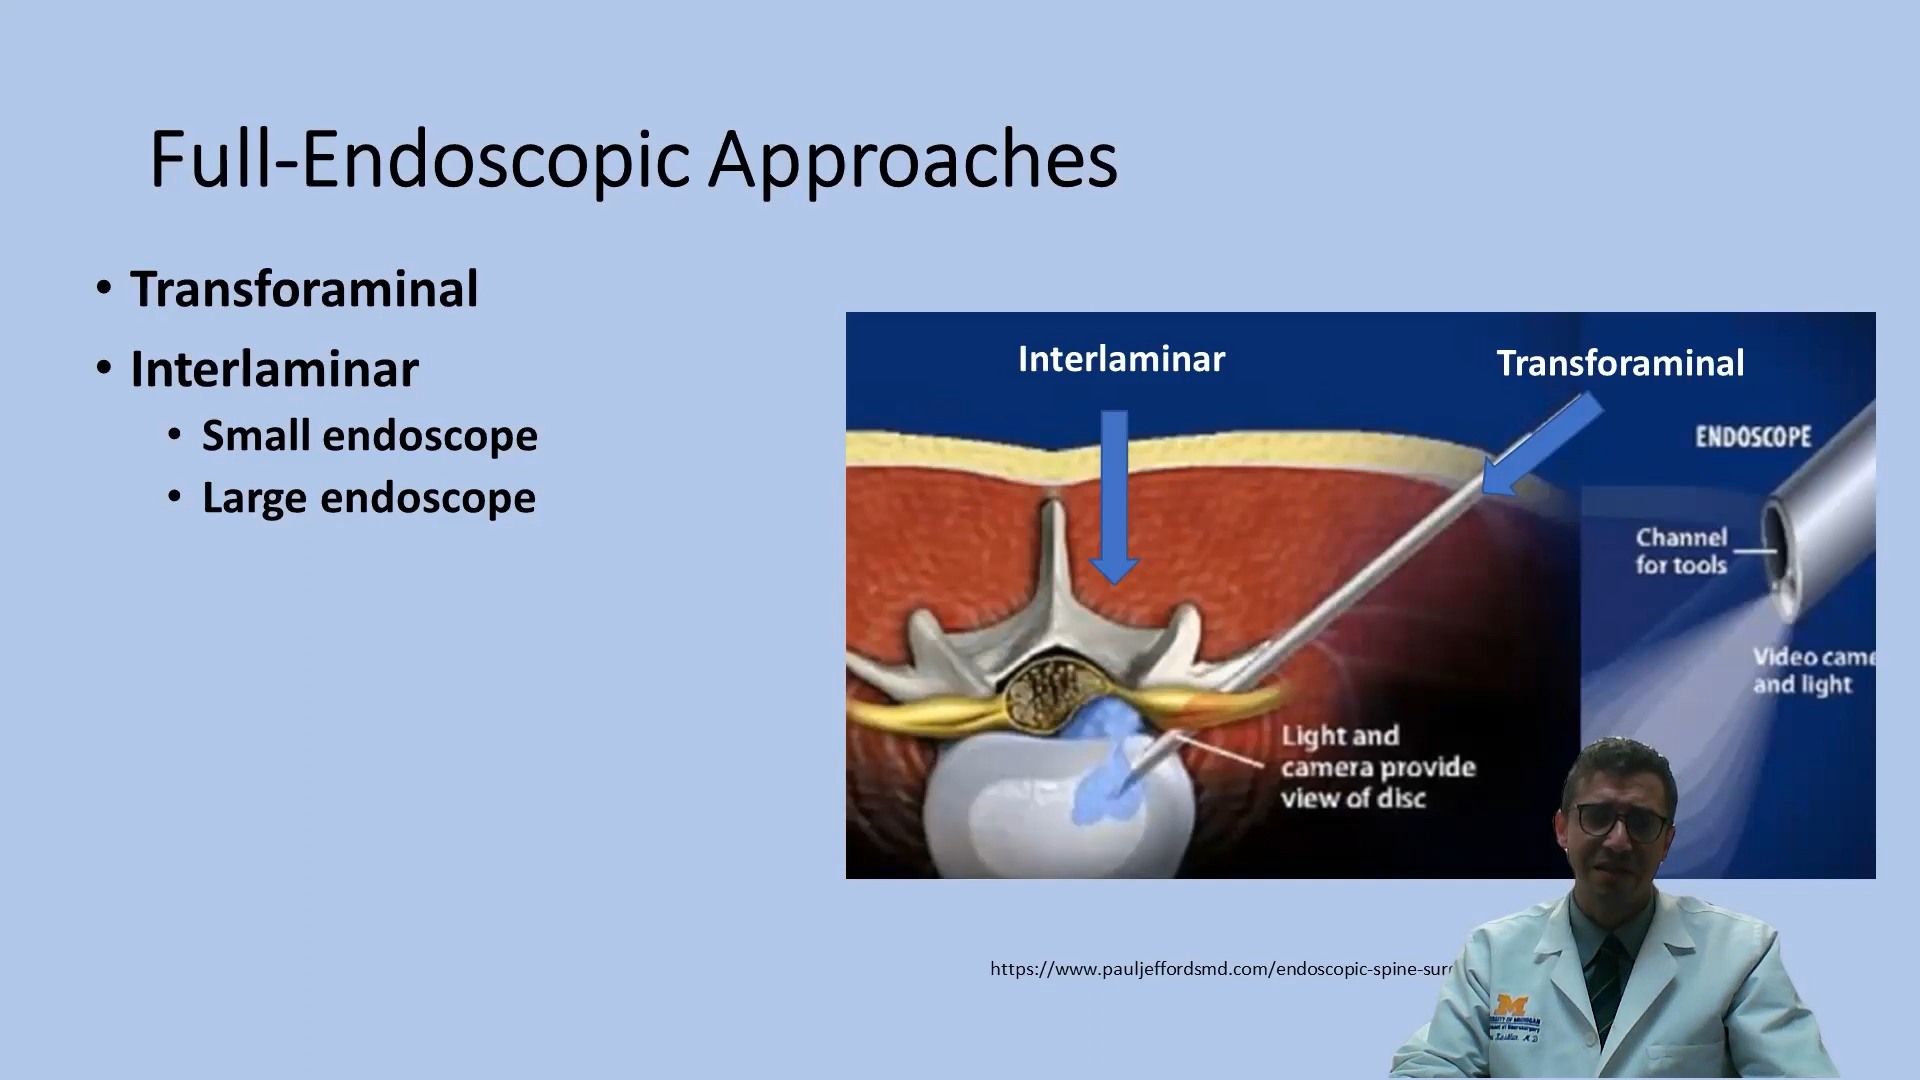 Full-Endoscopic Approaches
• Transforaminal
• Interlaminar
• Small endoscope
• Large endoscope
Interlaminar
Transforaminal
ENDOSCOPE
Channel
for tools
Video came
and light
Light and
camera provide
view of disc
https://www.pauljeffordsmd.com/endoscopic-spine-surg
M